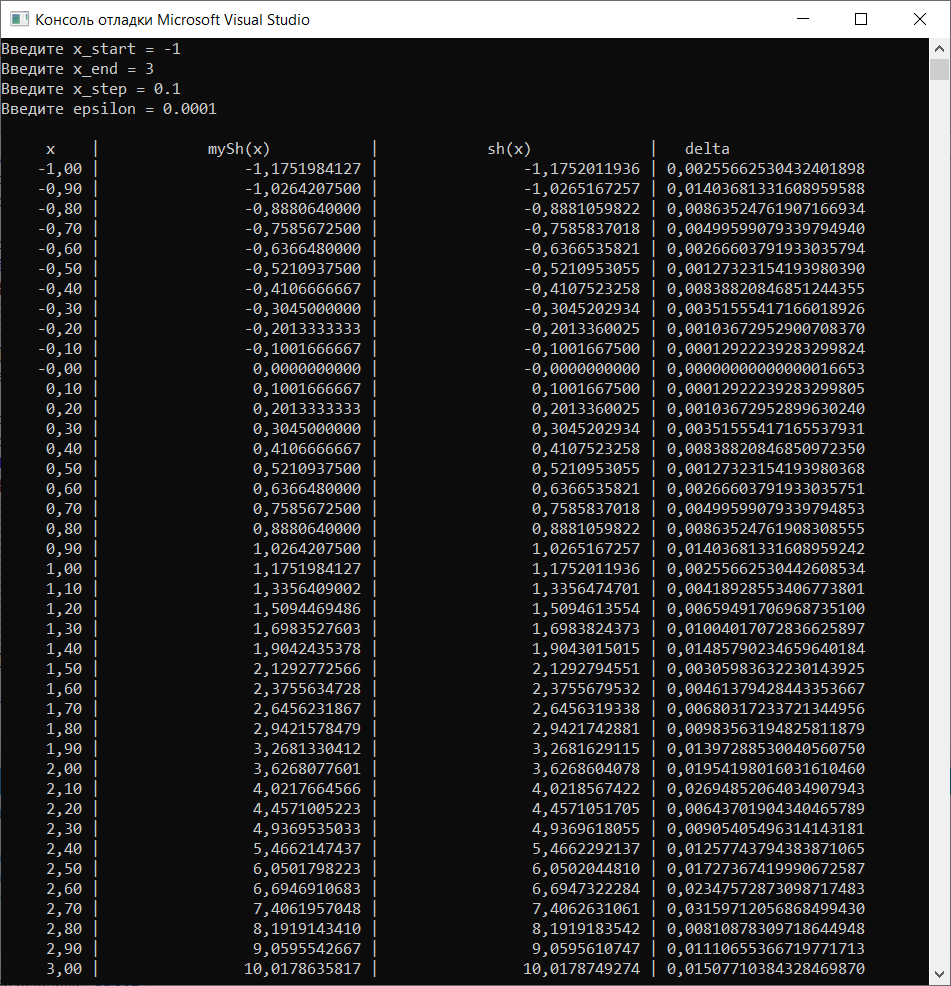 Консоль отладки Microsoft Visual Studio
Введите x_start = -1
Введите x_end = 3
Введите x_step = 0.1
Введите epsilon = 0.0001
x | mySh(x) | sh(x) | delta
-1,00 | -1,1751984127 | -1,1752011936 | 0,00255662530432401898
-0,90 | -1,0264207500 | -1,0265167257 | 0,01403681331608959588
-0,80 | -0,8880640000 | -0,8881059822 | 0,00863524761907166934
-0,70 | -0,7585672500 | -0,7585837018 | 0,00499599079339794940
-0,60 | -0,6366480000 | -0,6366535821 | 0,00266603791933035794
-0,50 | -0,5210937500 | -0,5210953055 | 0,00127323154193980390
-0,40 | -0,4106666667 | -0,4107523258 | 0,00838820846851244355
-0,30 | -0,3045000000 | -0,3045202934 | 0,00351555417166018926
-0,20 | -0,2013333333 | -0,2013360025 | 0,00103672952900708370
-0,10 | -0,1001666667 | -0,1001667500 | 0,00012922239283299824
-0,00 | 0,0000000000 | -0,0000000000 | 0,00000000000000016653
0,10 | 0,1001666667 | 0,1001667500 | 0,00012922239283299805
0,20 | 0,2013333333 | 0,2013360025 | 0,00103672952899630240
0,30 | 0,3045000000 | 0,3045202934 | 0,00351555417165537931
0,40 | 0,4106666667 | 0,4107523258 | 0,00838820846850972350
0,50 | 0,5210937500 | 0,5210953055 | 0,00127323154193980368
0,60 | 0,6366480000 | 0,6366535821 | 0,00266603791933035751
0,70 | 0,7585672500 | 0,7585837018 | 0,00499599079339794853
0,80 | 0,8880640000 | 0,8881059822 | 0,00863524761908308555
0,90 | 1,0264207500 | 1,0265167257 | 0,01403681331608959242
1,00 | 1,1751984127 | 1,1752011936 | 0,00255662530442608534
1,10 | 1,3356409002 | 1,3356474701 | 0,00418928553406773801
1,20 | 1,5094469486 | 1,5094613554 | 0,00659491706968735100
1,30 | 1,6983527603 | 1,6983824373 | 0,01004017072836625897
1,40 | 1,9042435378 | 1,9043015015 | 0,01485790234659640184
1,50 | 2,1292772566 | 2,1292794551 | 0,00305983632230143925
1,60 | 2,3755634728 | 2,3755679532 | 0,00461379428443353667
1,70 | 2,6456231867 | 2,6456319338 | 0,00680317233721344956
1,80 | 2,9421578479 | 2,9421742881 | 0,00983563194825811879
1,90 | 3,2681330412 | 3,2681629115 | 0,01397288530040560750
2,00 | 3,6268077601 | 3,6268604078 | 0,01954198016031610460
2,10 | 4,0217664566 | 4,0218567422 | 0,02694852064034907943
2,20 | 4,4571005223 | 4,4571051705 | 0,00643701904340465789
2,30 | 4,9369535033 | 4,9369618055 | 0,00905405496314143181
2,40 | 5,4662147437 | 5,4662292137 | 0,01257743794383871065
2,50 | 6,0501798223 | 6,0502044810 | 0,01727367419990672587
2,60 | 6,6946910683 | 6,6947322284 | 0,02347572873098717483
2,70 | 7,4061957048 | 7,4062631061 | 0,03159712056868499430
2,80 | 8,1919143410 | 8,1919183542 | 0,00810878309718644948
2,90 | 9,0595542667 | 9,0595610747 | 0,01110655366719771713
3,00 | 10,0178635817 | 10,0178749274 | 0,01507710384328469870